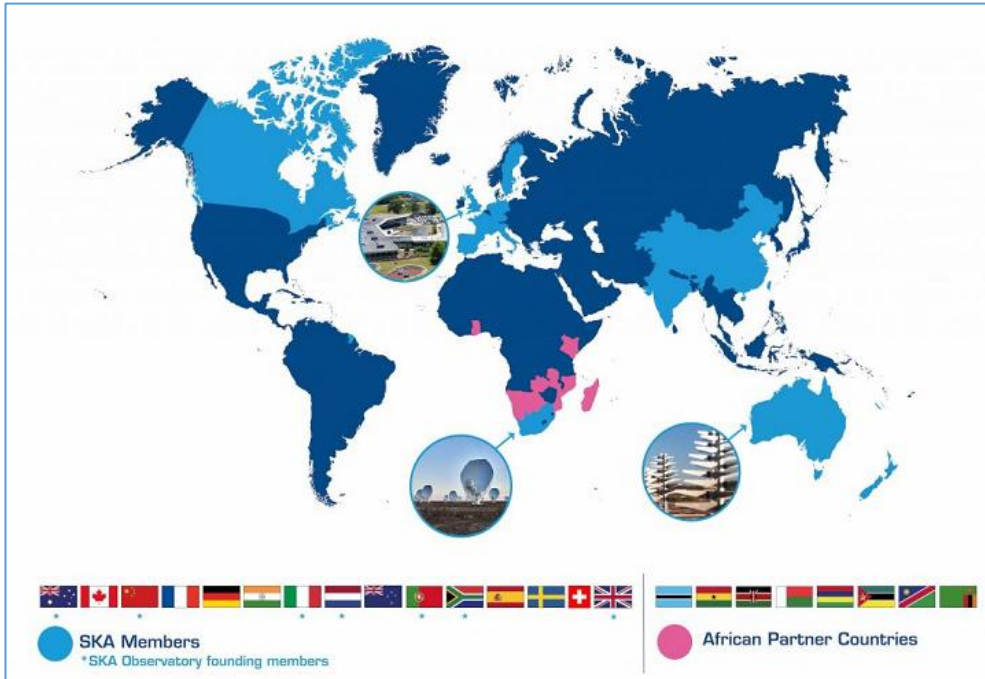 SKA Members
*SKA Observatory founding members
African Partner Countries